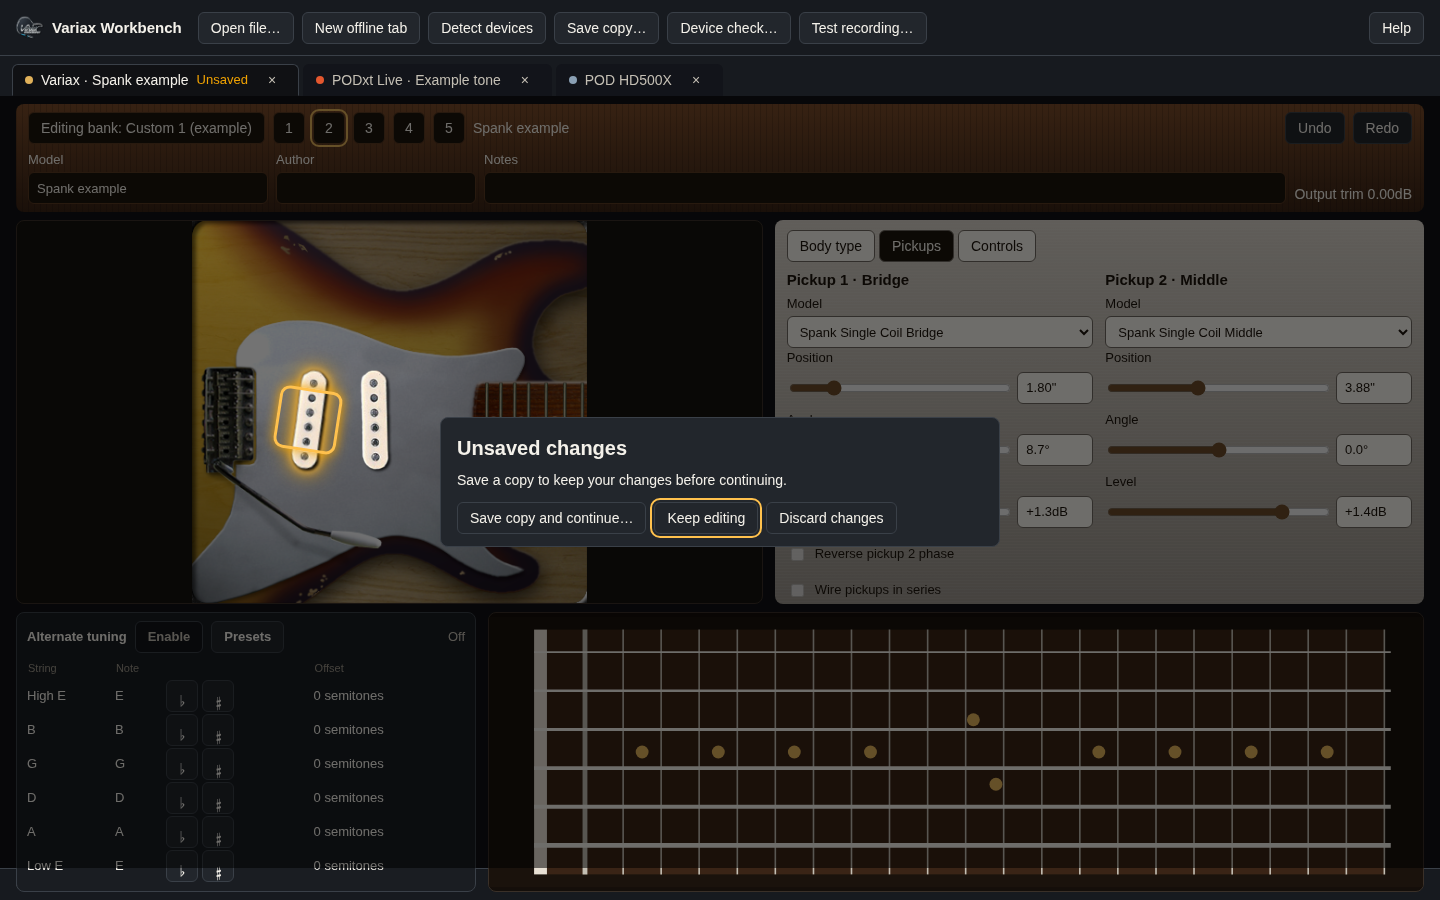 Variax Workbench Open file… New offline tab Detect devices Save copy… Device check… Test recording… Help
Variax · Spank example Unsaved × PODxt Live · Example tone × POD HD500X ×
Editing bank: Custom 1 (example) 1 2 3 4 5 Spank example Undo Redo
Model Author Notes
Spank example Output trim 0.00dB
Body type Pickups Controls
Pickup 1 · Bridge Pickup 2 · Middle
Model Model
Spank Single Coil Bridge Spank Single Coil Middle
Position Position
1.80" 3.88"
Angle
8.7° 0.0°
Level
+1.3dB +1.4dB
Reverse pickup 2 phase
Wire pickups in series
Unsaved changes
Save a copy to keep your changes before continuing.
Save copy and continue… Keep editing Discard changes
Alternate tuning Enable Presets Off
String Note Offset
High E E ♭ ♯ 0 semitones
B B ♭ ♯ 0 semitones
G G ♭ ♯ 0 semitones
D D ♭ ♯ 0 semitones
A A ♭ ♯ 0 semitones
Low E E ♭ ♯ 0 semitones